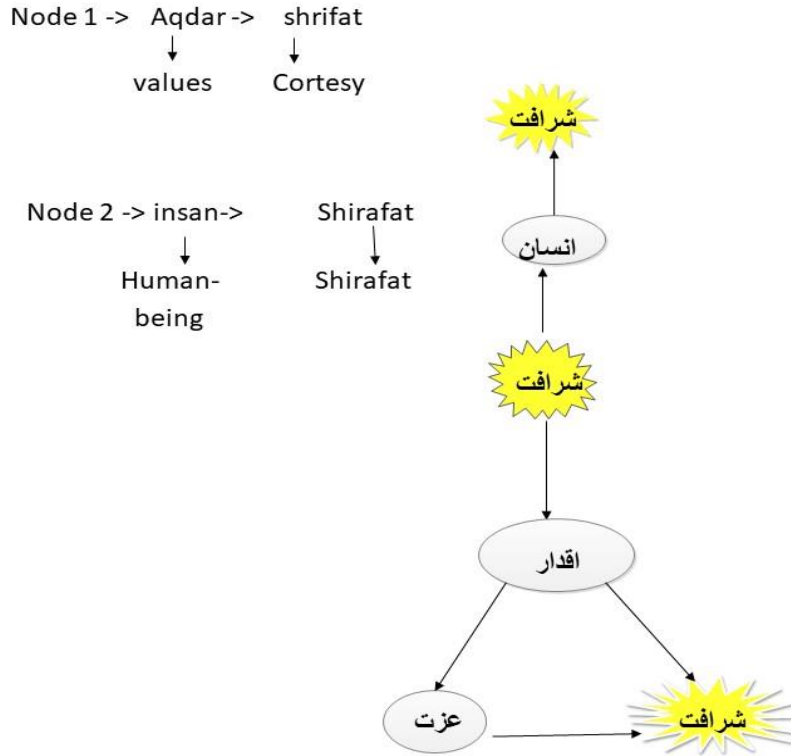 Node 1 -> Aqdar -> shrifat
values Cortesy
شرافت
Node 2 -> insan-> Shirafat
انسان
Human-being Shirafat
شرافت
اقدار
عزت
شرافت